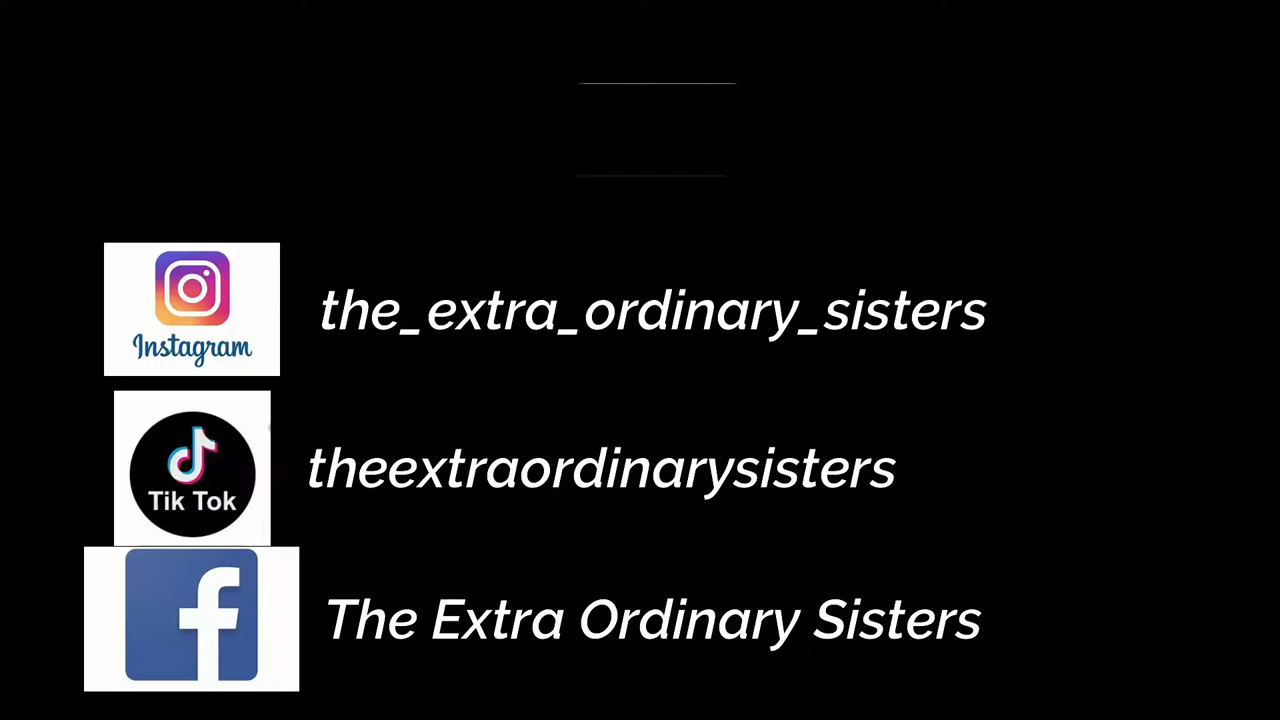 Instagram
the_extra_ordinary_sisters
Tik Tok
theextraordinarysisters
The Extra Ordinary Sisters